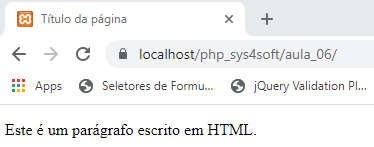 Título da página
localhost/php_sys4soft/aula_06/
Apps Seletores de Formu... jQuery Validation Pl...
Este é um parágrafo escrito em HTML.